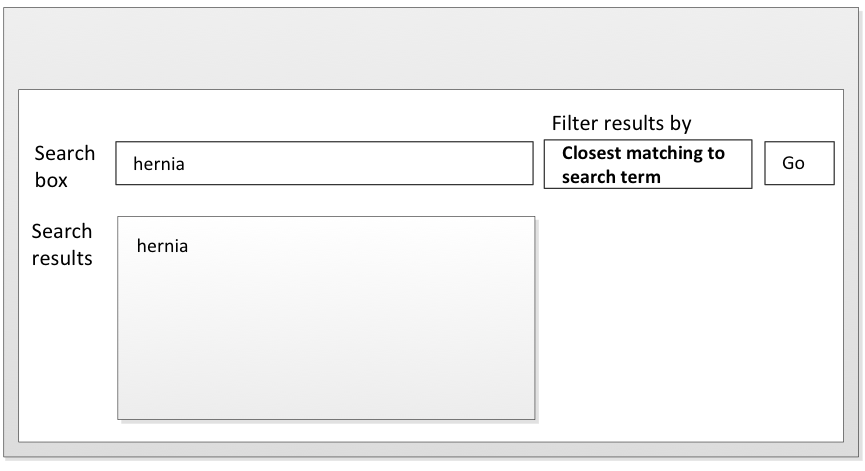 Filter results by
Search
box
hernia
Closest matching to
search term
Go
Search
results
hernia